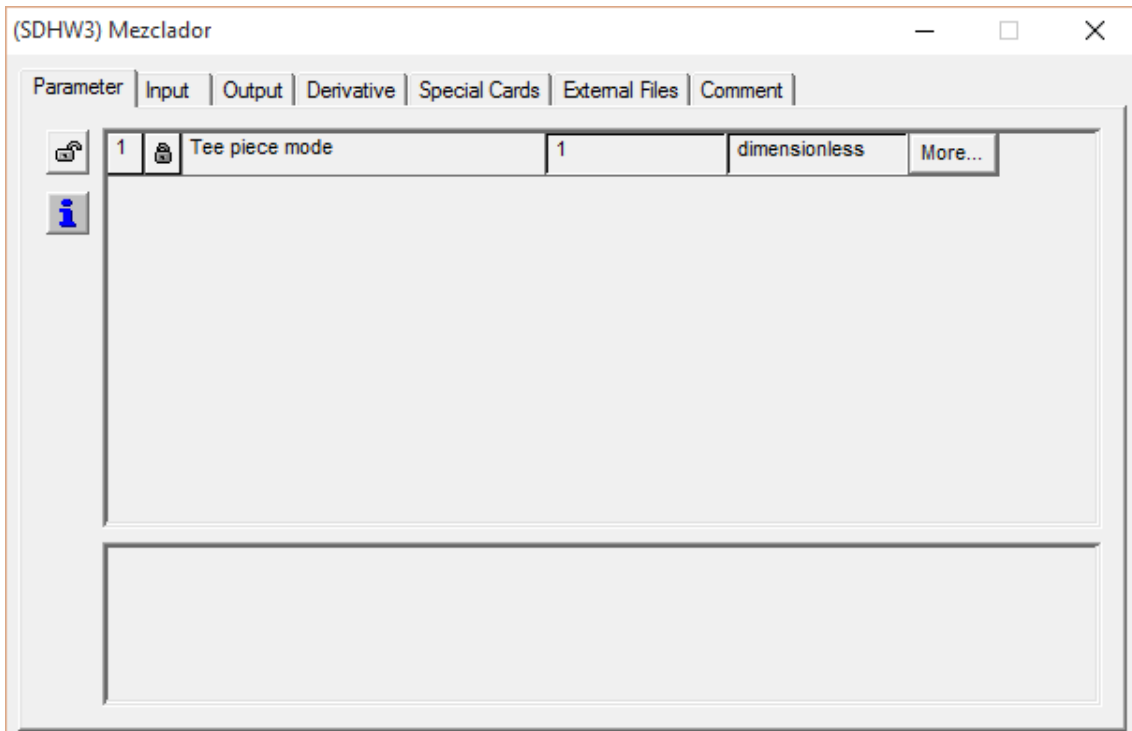 (SDHW3) Mezclador
Parameter Input Output Derivative Special Cards External Files Comment
1 Tee piece mode 1 dimensionless More...